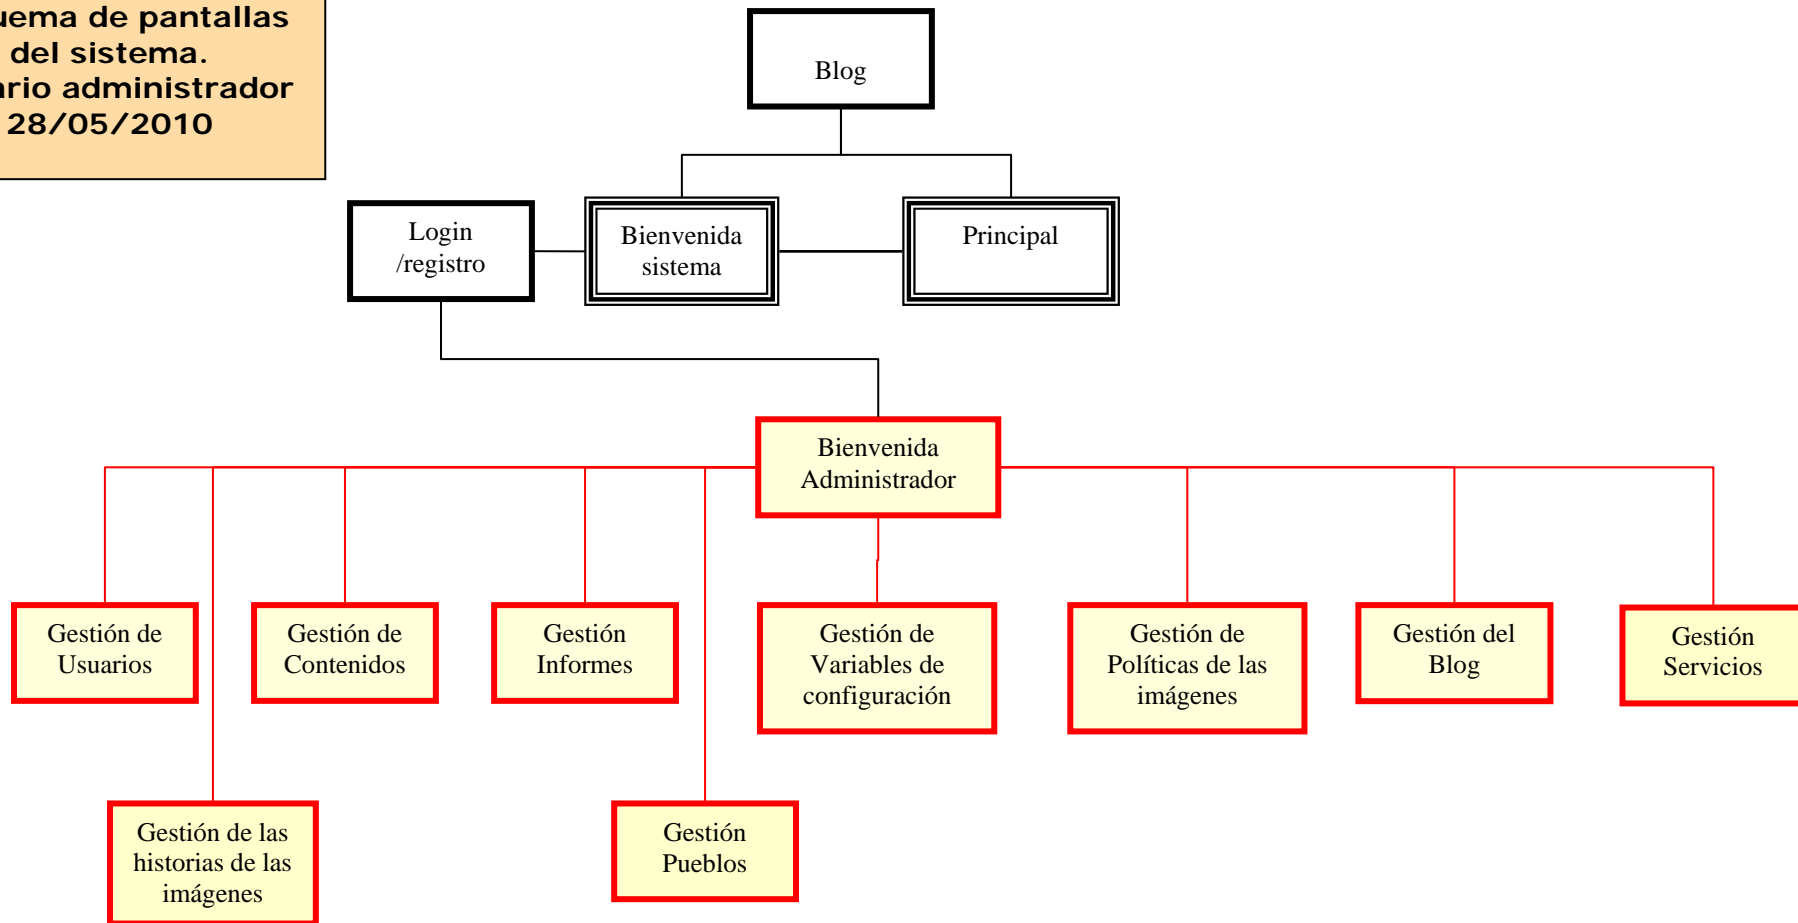 uema de pantallas
del sistema.
ario administrador
28/05/2010
Blog
Login
/registro
Bienvenida
sistema
Principal
Bienvenida
Administrador
Gestión de
Usuarios
Gestión de
Contenidos
Gestión
Informes
Gestión de
Variables de
configuración
Gestión de
Políticas de las
imágenes
Gestión del
Blog
Gestión
Servicios
Gestión de las
historias de las
imágenes
Gestión
Pueblos